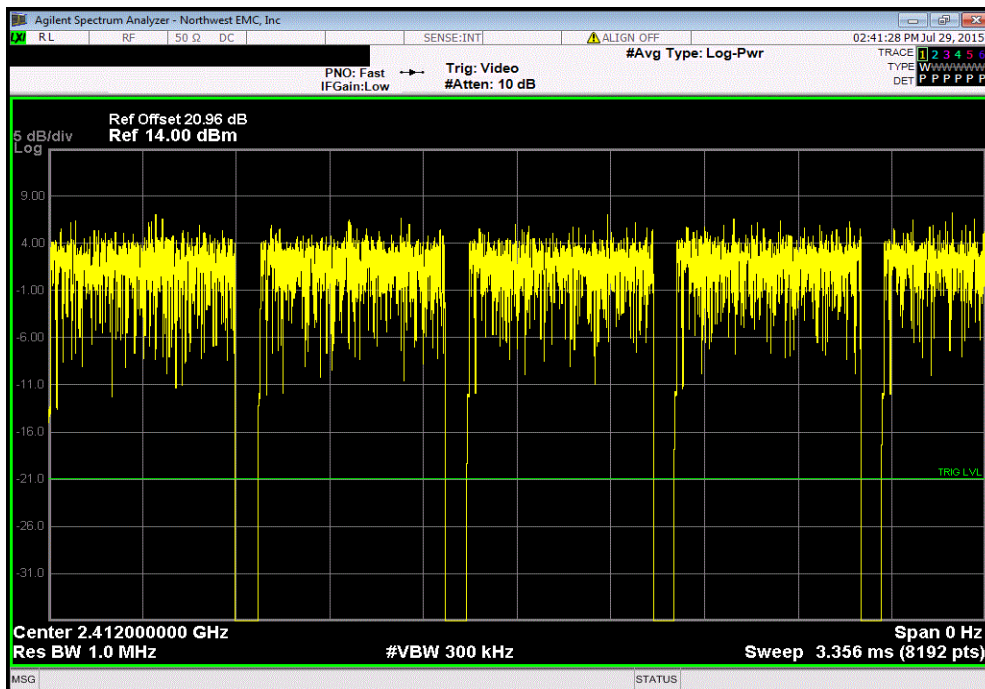 Agilent Spectrum Analyzer - Northwest EMC, Inc
LXI RL RF 50 Ω DC SENSE:INT ALIGN OFF 02:41:28 PM Jul 29, 2015
#Avg Type: Log-Pwr
TRACE 1 2 3 4 5 6
PNO: Fast Trig: Video
TYPE WWWWWW
IFGain:Low #Atten: 10 dB
DET P P P P P P
Ref Offset 20.96 dB
5 dB/div Ref 14.00 dBm
Log
9.00
4.00
-1.00
-6.00
-11.0
-16.0
TRIG LVL
-21.0
-26.0
-31.0
Center 2.412000000 GHz Span 0 Hz
Res BW 1.0 MHz #VBW 300 kHz Sweep 3.356 ms (8192 pts)
MSG STATUS